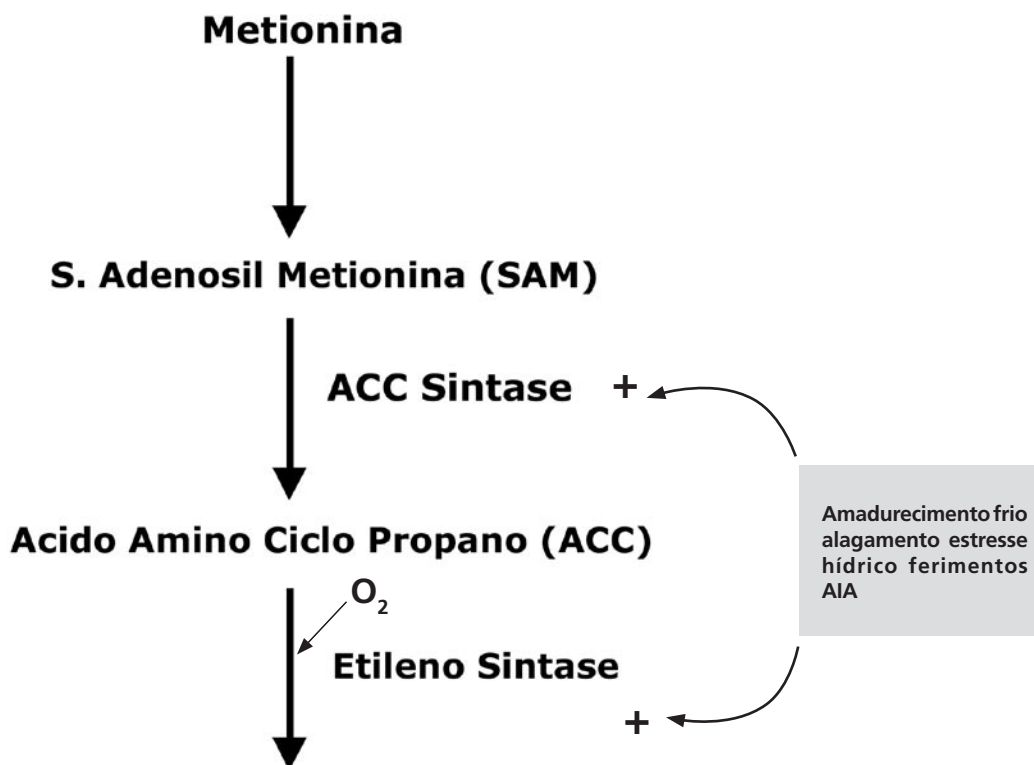 Metionina
S. Adenosil Metionina (SAM)
ACC Sintase +
Acido Amino Ciclo Propano (ACC)
O₂
Etileno Sintase
+
Amadurecimento frio
alagamento estresse
hídrico ferimentos
AIA